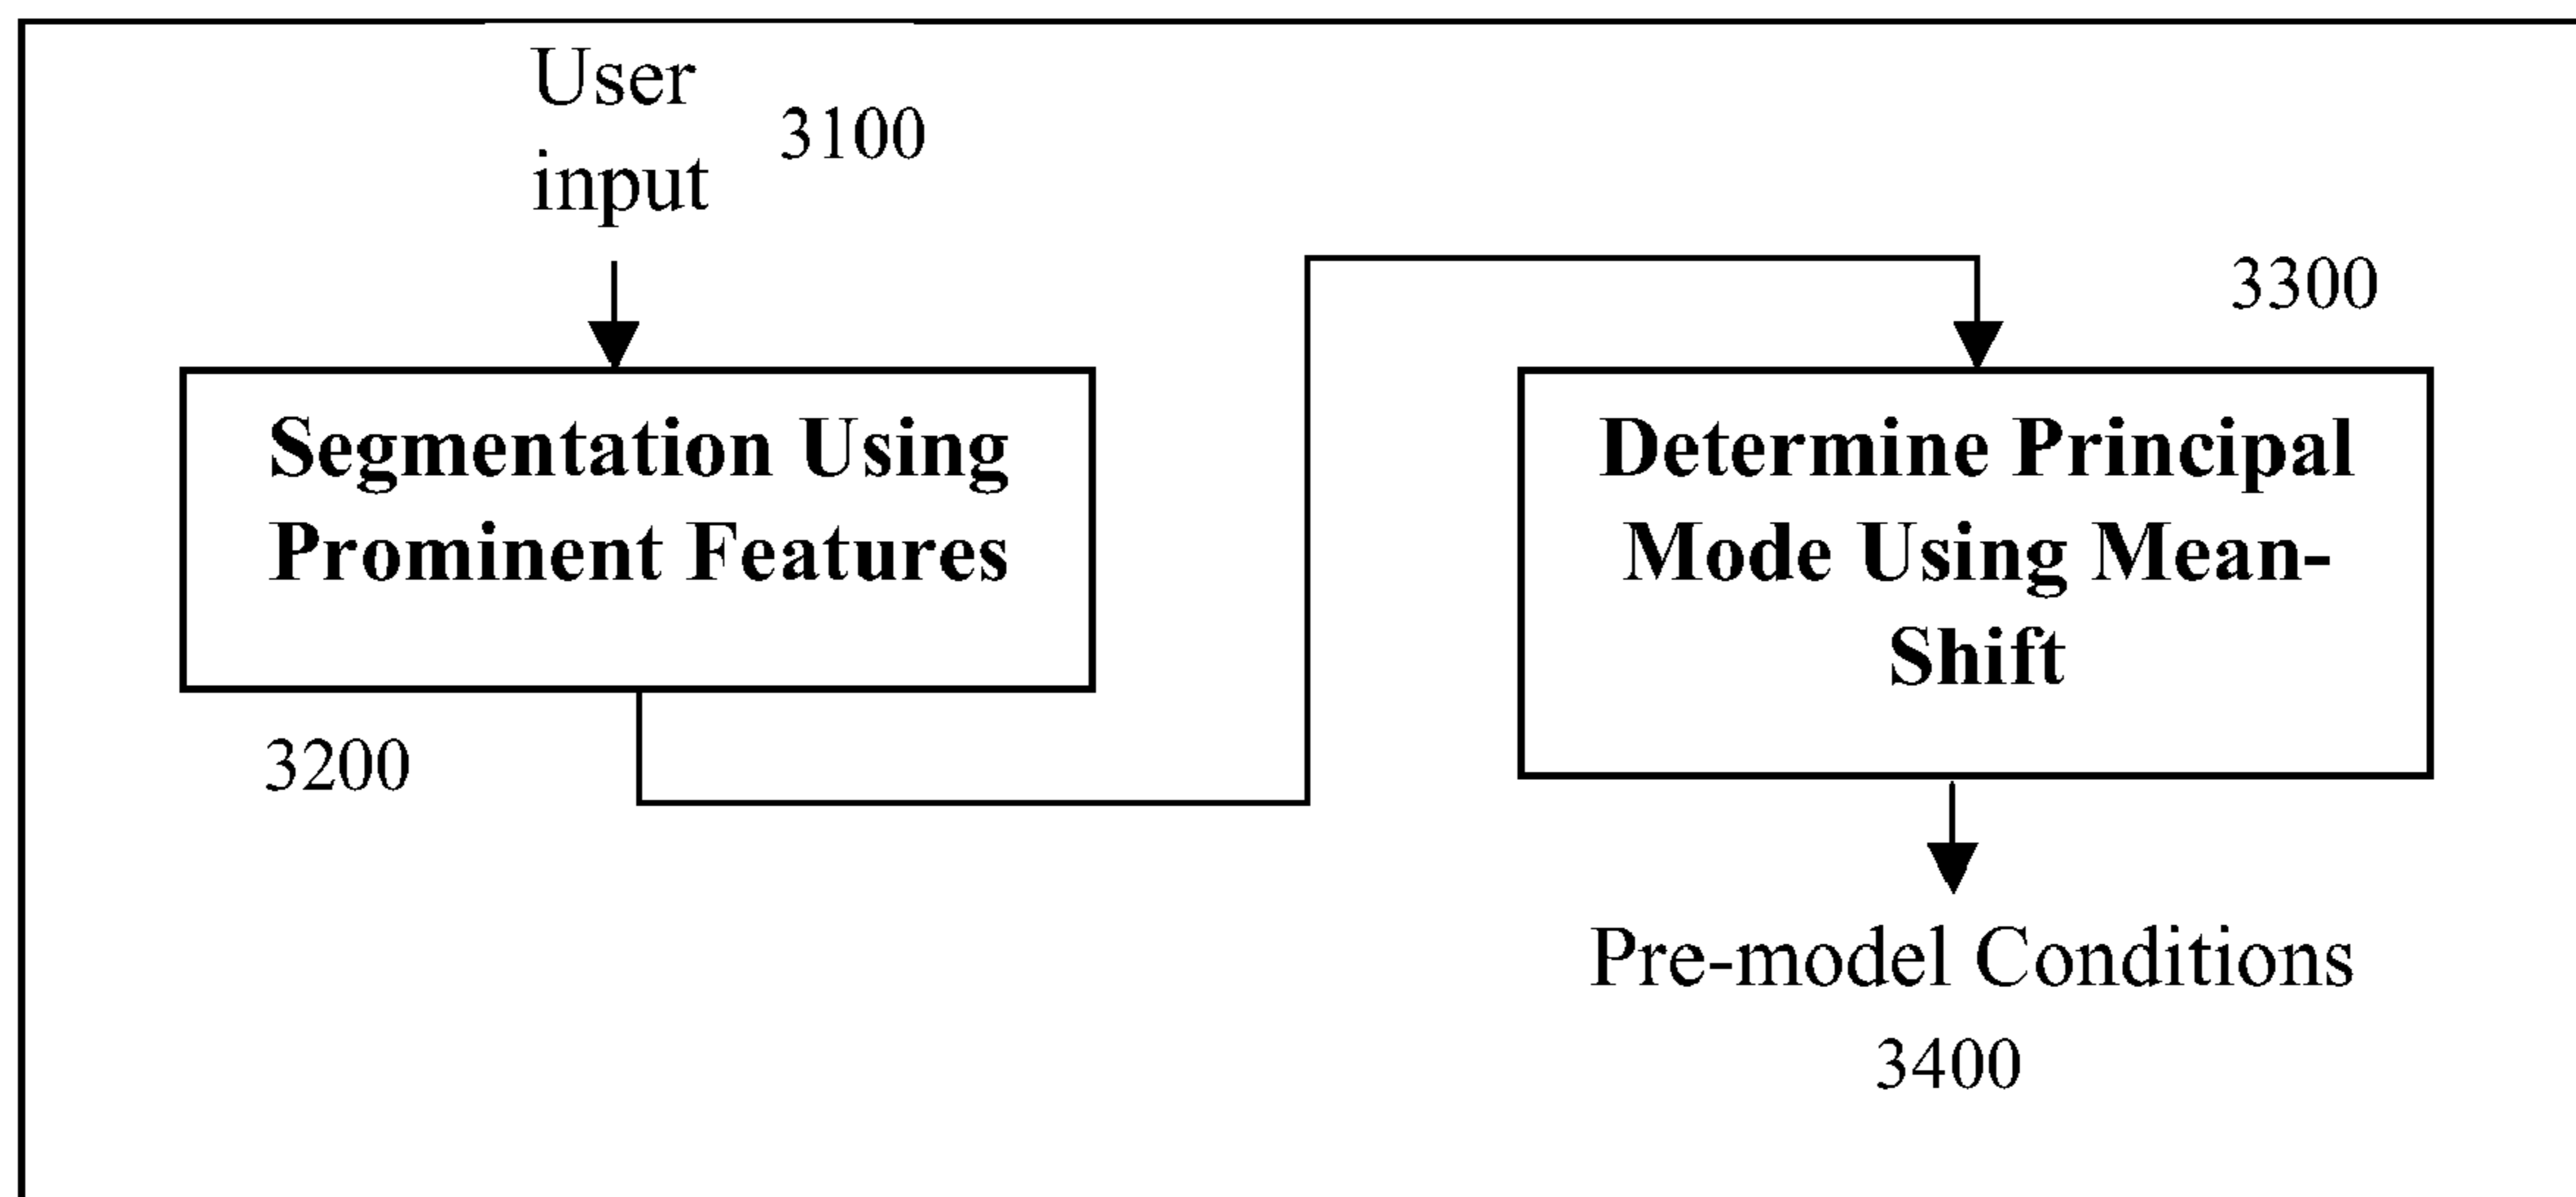 User
input
3100
Segmentation Using
Prominent Features
3200
3300
Determine Principal
Mode Using Mean-
Shift
Pre-model Conditions
3400